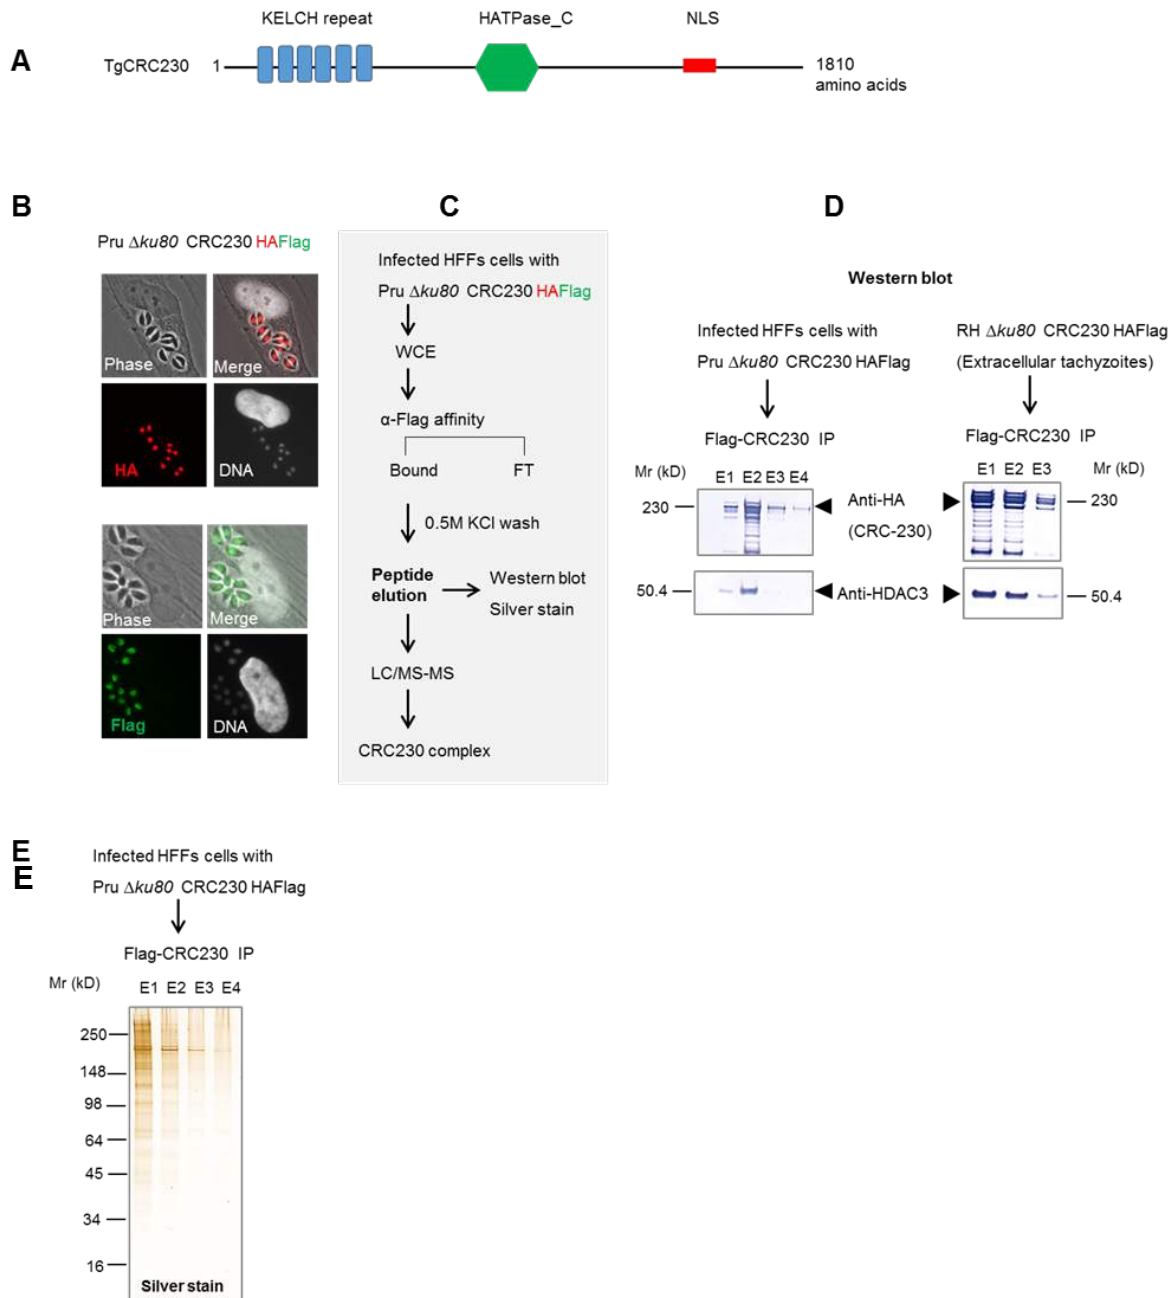 KELCH repeat HATPase_C NLS
A TgCRC230 1 1810
amino acids
B
Pru Δku80 CRC230 HAFlag
Phase Merge
HA DNA
Phase Merge
Flag DNA
C
Infected HFFs cells with
Pru Δku80 CRC230 HAFlag
WCE
α-Flag affinity
Bound FT
0.5M KCl wash
Peptide
elution
Western blot
Silver stain
LC/MS-MS
CRC230 complex
D
Western blot
Infected HFFs cells with
Pru Δku80 CRC230 HAFlag
Flag-CRC230 IP
Mr (kD) E1 E2 E3 E4
230
50.4
Anti-HA
(CRC-230)
Anti-HDAC3
RH Δku80 CRC230 HAFlag
(Extracellular tachyzoites)
Flag-CRC230 IP
E1 E2 E3 Mr (kD)
230
50.4
E
E
Infected HFFs cells with
Pru Δku80 CRC230 HAFlag
Flag-CRC230 IP
Mr (kD) E1 E2 E3 E4
250
148
98
64
45
34
16
Silver stain